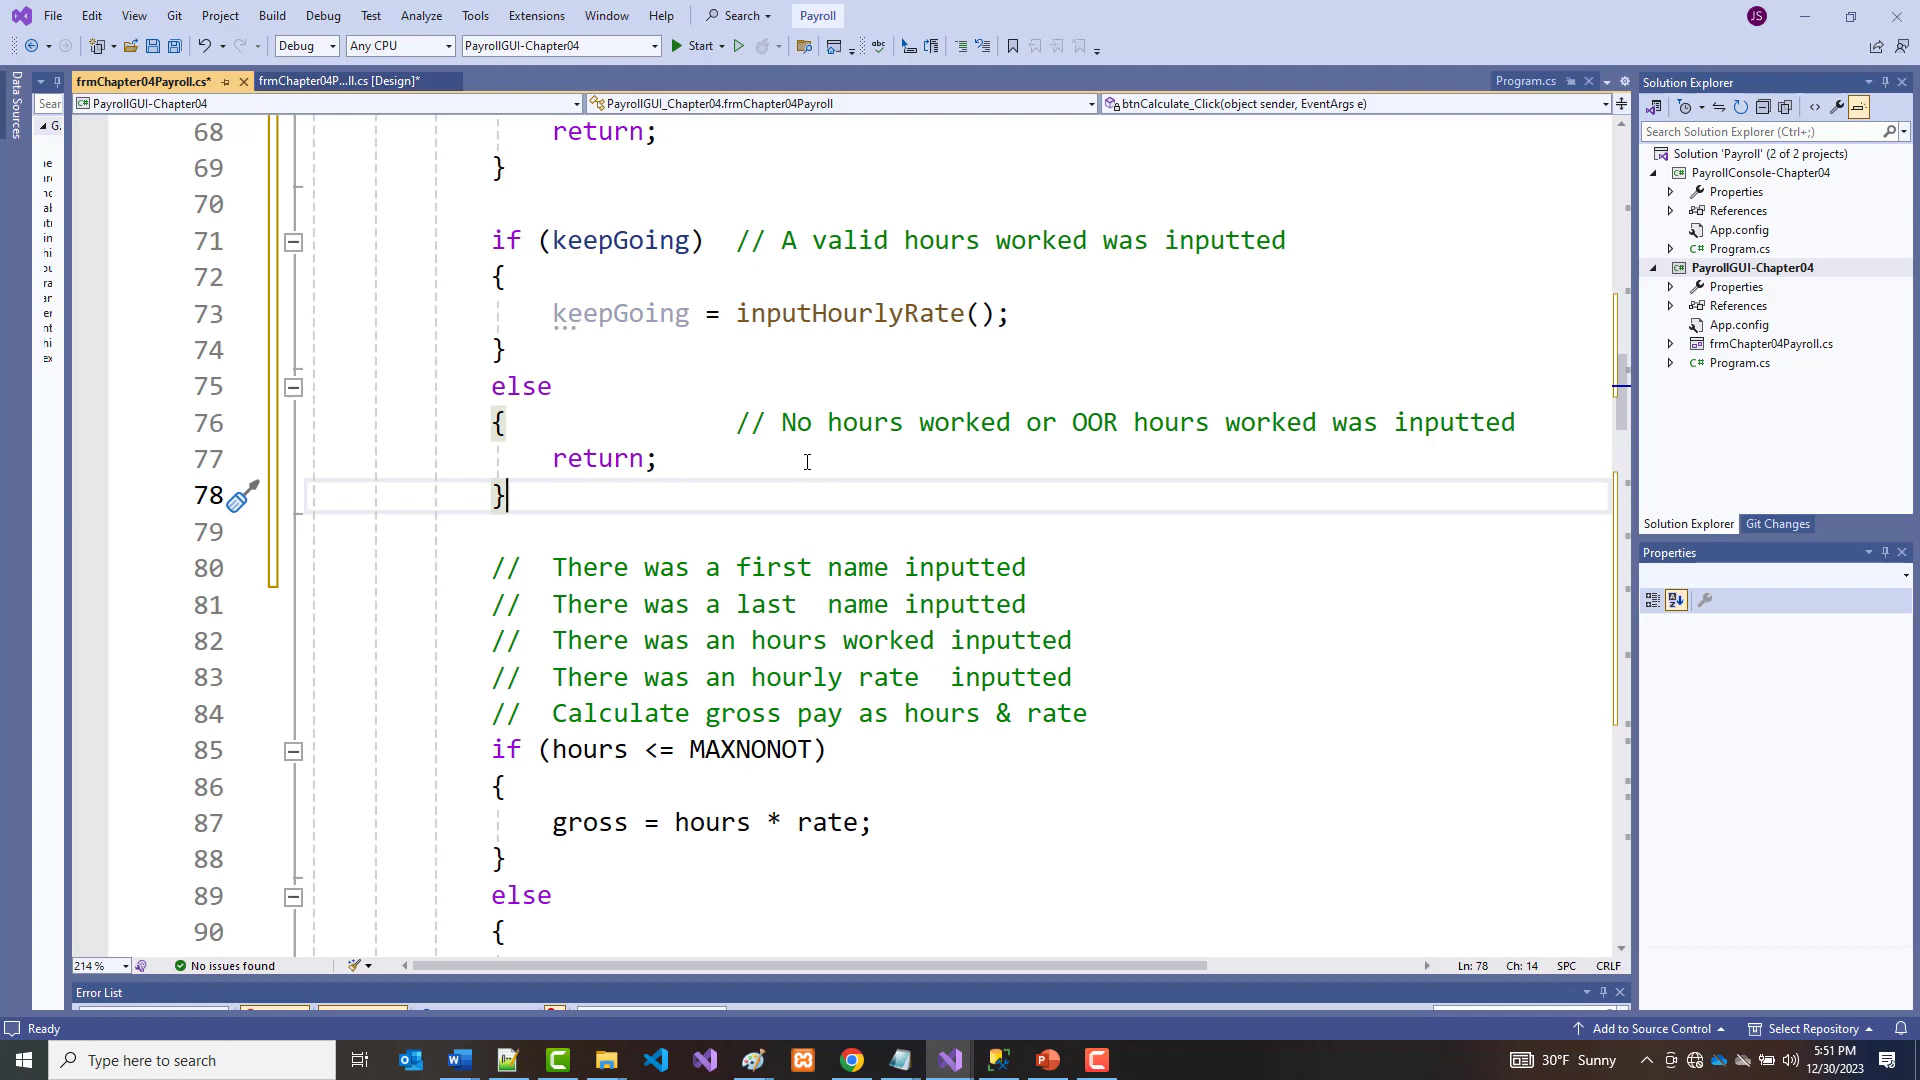 File Edit View Git Project Build Debug Test Analyze Tools Extensions Window Help Search Payroll JS
Debug Any CPU PayrollGUI-Chapter04 Start
Data Sources
frmChapter04Payroll.cs* frmChapter04P...ll.cs [Design]* Program.cs
Sear
PayrollGUI-Chapter04 PayrollGUI_Chapter04.frmChapter04Payroll btnCalculate_Click(object sender, EventArgs e)
G.
68 return;
69 }
70
71 if (keepGoing) // A valid hours worked was inputted
72 {
73 keepGoing = inputHourlyRate();
74 }
75 else
76 { // No hours worked or OOR hours worked was inputted
77 return;
78 }
79
80 // There was a first name inputted
81 // There was a last name inputted
82 // There was an hours worked inputted
83 // There was an hourly rate inputted
84 // Calculate gross pay as hours & rate
85 if (hours <= MAXNONOT)
86 {
87 gross = hours * rate;
88 }
89 else
90 {
214 % No issues found Ln: 78 Ch: 14 SPC CRLF
Error List
Solution Explorer
Search Solution Explorer (Ctrl+;)
Solution 'Payroll' (2 of 2 projects)
PayrollConsole-Chapter04
Properties
References
App.config
C# Program.cs
PayrollGUI-Chapter04
Properties
References
App.config
frmChapter04Payroll.cs
C# Program.cs
Solution Explorer Git Changes
Properties
Ready Add to Source Control Select Repository
Type here to search 30°F Sunny 5:51 PM
12/30/2023